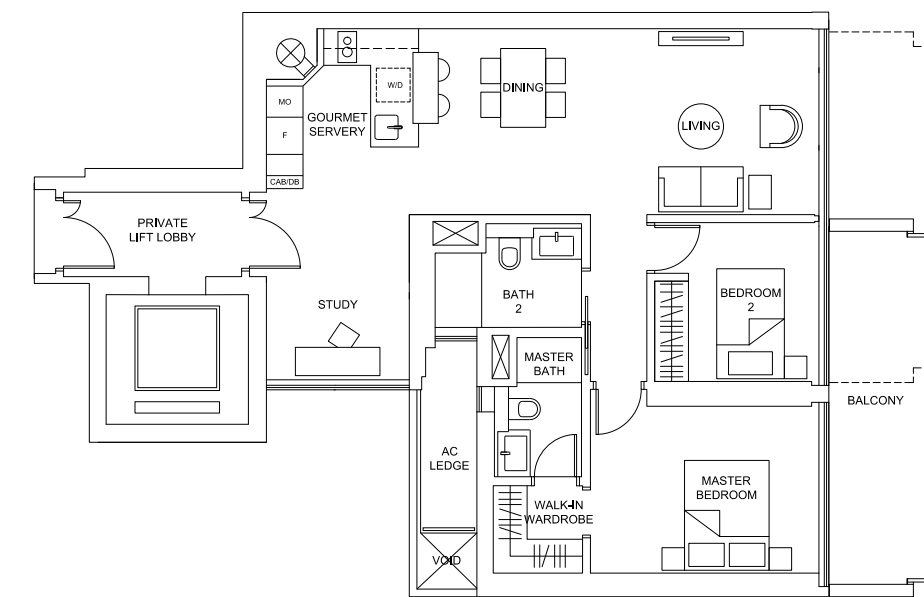 MO
W/D
DINING
GOURMET
SERVERY
F
LIVING
CAB/DB
PRIVATE
LIFT LOBBY
BATH
2
BEDROOM
2
STUDY
MASTER
BATH
BALCONY
AC
LEDGE
MASTER
BEDROOM
WALK-IN
WARDROBE
VOID